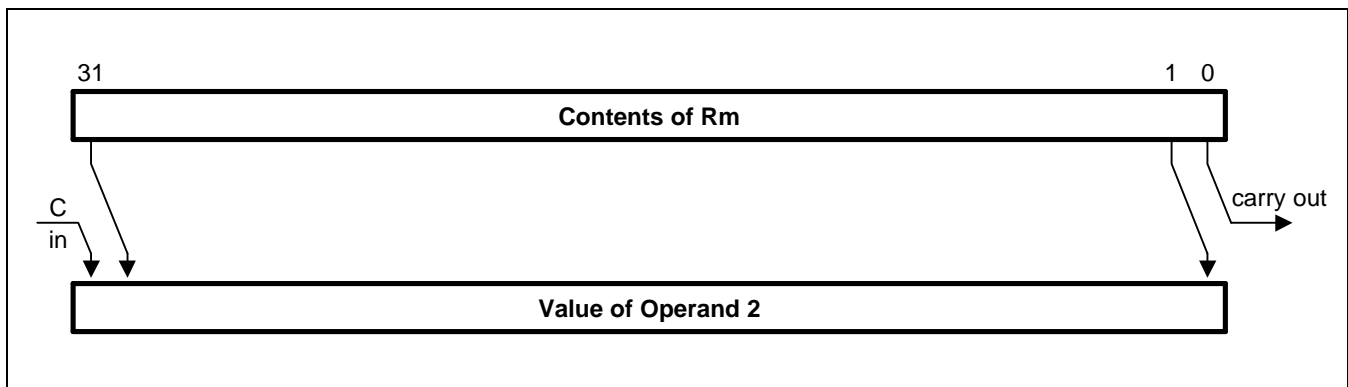 31 1 0
Contents of Rm
C
in
carry out
Value of Operand 2